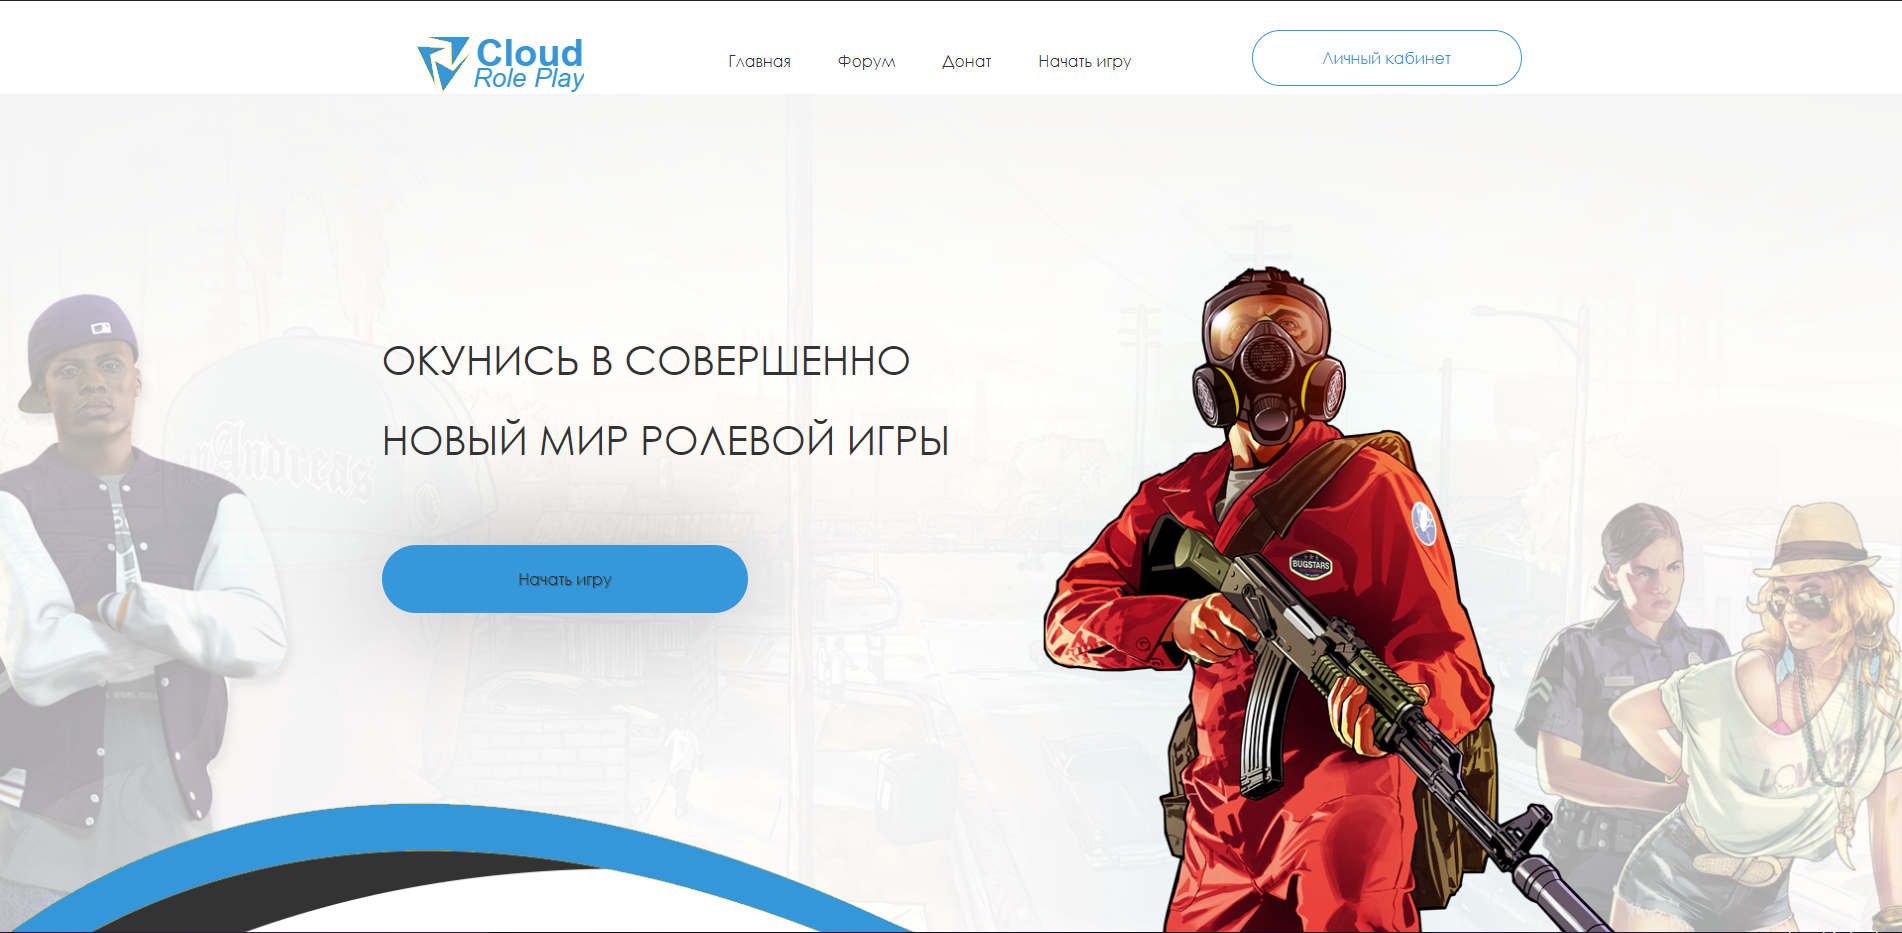 Cloud
Role Play
Главная
Форум
Донат
Начать игру
Личный кабинет
ОКУНИСЬ В СОВЕРШЕННО
НОВЫЙ МИР РОЛЕВОЙ ИГРЫ
Начать игру
Andreas
BUGSTARS